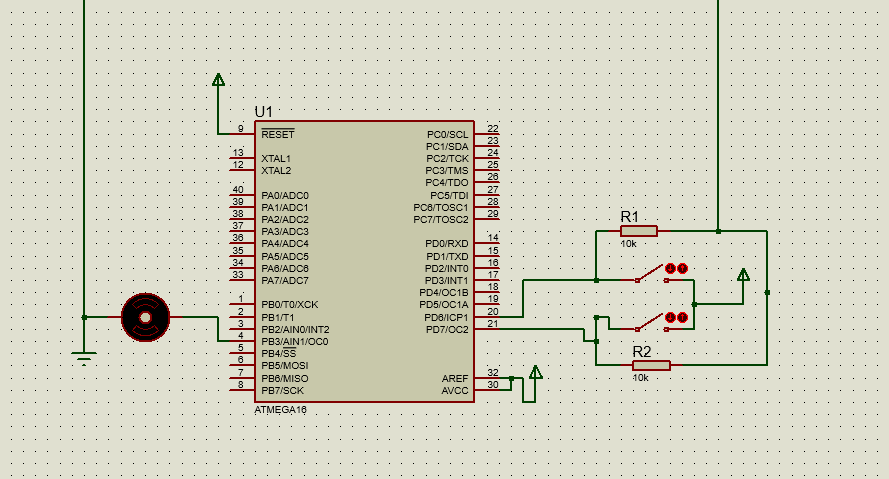 U1
9 RESET
13 XTAL1
12 XTAL2
40 PA0/ADC0
39 PA1/ADC1
38 PA2/ADC2
37 PA3/ADC3
36 PA4/ADC4
35 PA5/ADC5
34 PA6/ADC6
33 PA7/ADC7
1 PB0/T0/XCK
2 PB1/T1
3 PB2/AIN0/INT2
4 PB3/AIN1/OC0
5 PB4/SS
6 PB5/MOSI
7 PB6/MISO
8 PB7/SCK
PC0/SCL 22
PC1/SDA 23
PC2/TCK 24
PC3/TMS 25
PC4/TDO 26
PC5/TDI 27
PC6/TOSC1 28
PC7/TOSC2 29
PD0/RXD 14
PD1/TXD 15
PD2/INT0 16
PD3/INT1 17
PD4/OC1B 18
PD5/OC1A 19
PD6/ICP1 20
PD7/OC2 21
AREF 32
AVCC 30
ATMEGA16
R1
10k
R2
10k